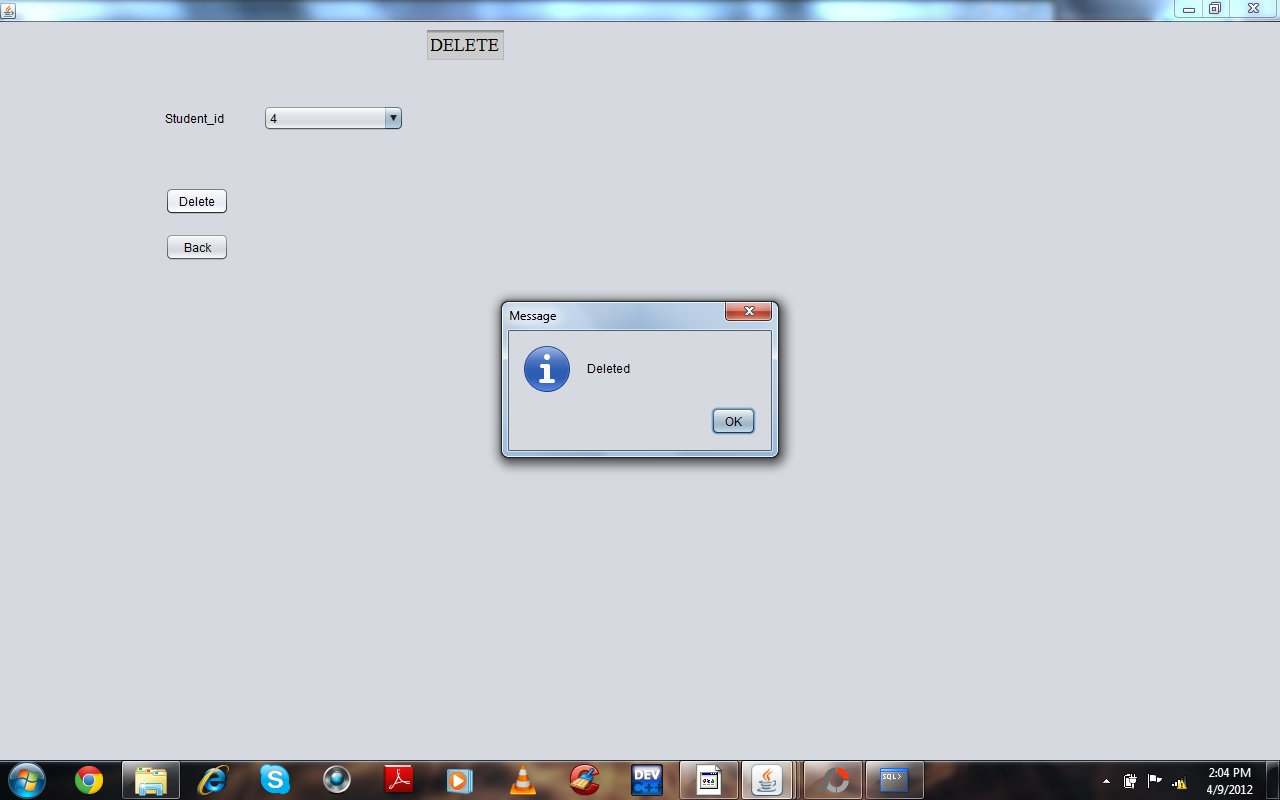 DELETE
Student_id
4
Delete
Back
Message
Deleted
OK
DEV
C++
SQL>
2:04 PM
4/9/2012